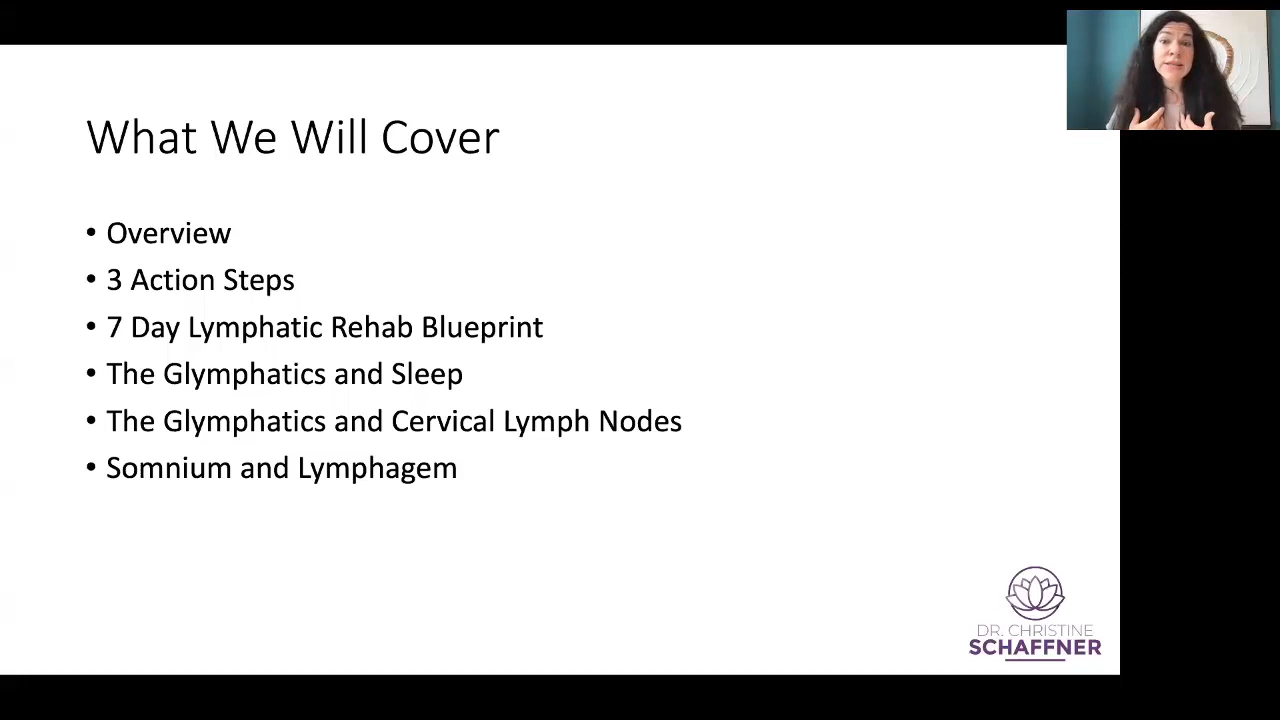 What We Will Cover
• Overview
• 3 Action Steps
• 7 Day Lymphatic Rehab Blueprint
• The Glymphatics and Sleep
• The Glymphatics and Cervical Lymph Nodes
• Somnium and Lymphagem
DR. CHRISTINE
SCHAFFNER